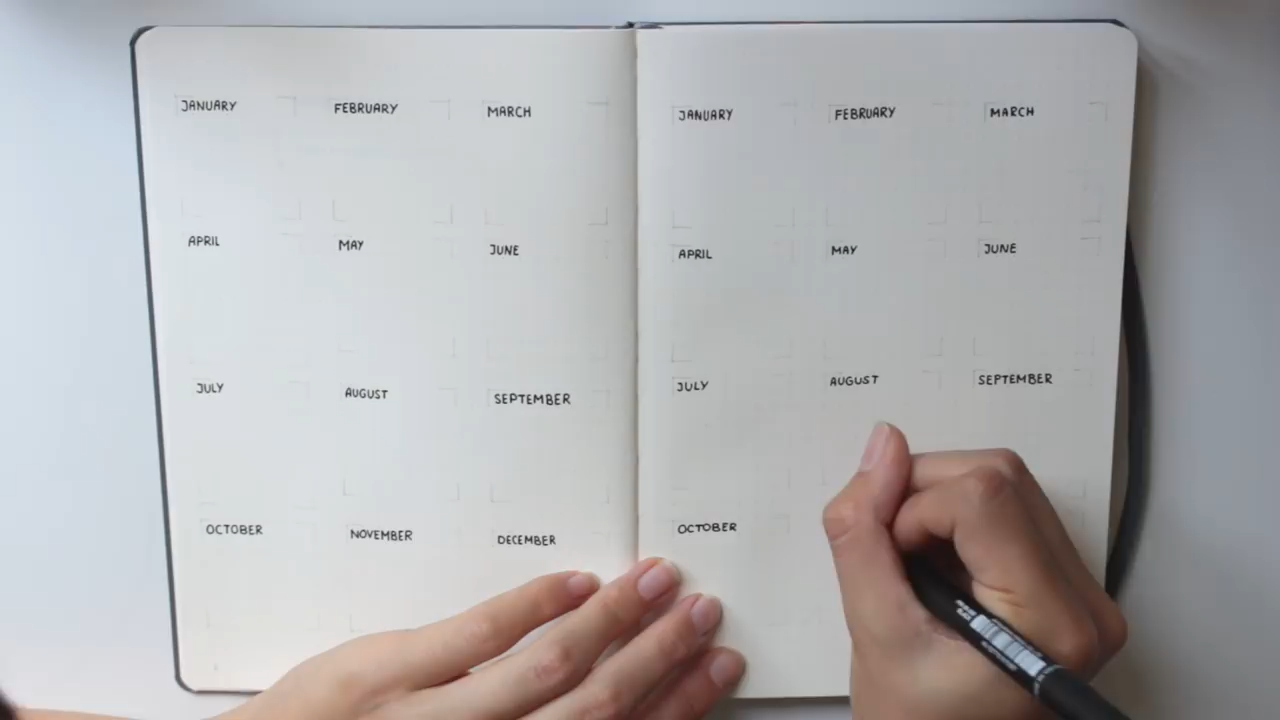 JANUARY FEBRUARY MARCH
APRIL MAY JUNE
JULY AUGUST SEPTEMBER
OCTOBER NOVEMBER DECEMBER
JANUARY FEBRUARY MARCH
APRIL MAY JUNE
JULY AUGUST SEPTEMBER
OCTOBER